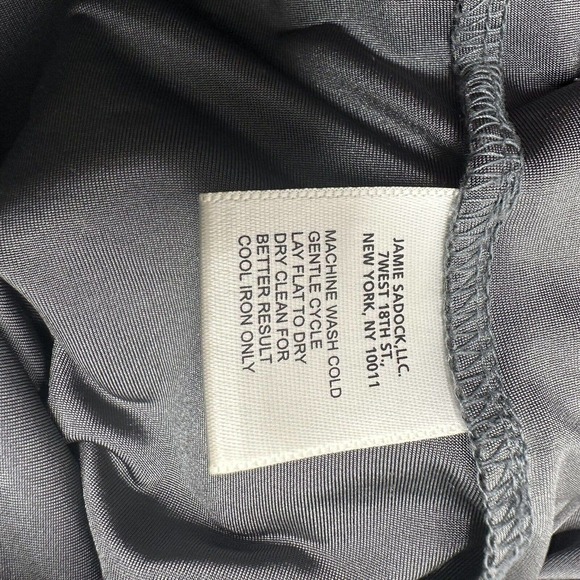 JAMIE SADOCK,LLC.
7WEST 18TH ST.,
NEW YORK, NY 10011
MACHINE WASH COLD
GENTLE CYCLE
LAY FLAT TO DRY
DRY CLEAN FOR
BETTER RESULT
COOL IRON ONLY